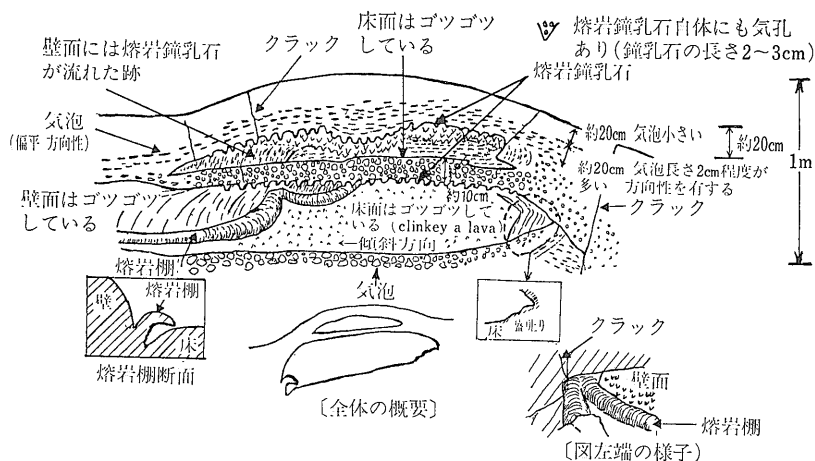 壁面には熔岩鐘乳石
が流れた跡
クラック
床面はゴツゴツ
している
熔岩鐘乳石自体にも気孔
あり(鐘乳石の長さ2~3cm)
熔岩鐘乳石
気泡
(偏平 方向性)
約20cm 気泡小さい
約20cm
約20cm 気泡長さ2cm程度が
多い 方向性を有する
1m
クラック
壁面はゴツゴツ
している
約10cm
床面はゴツゴツして
いる (clinkey a lava)
←傾斜方向
熔岩棚
気泡
壁
熔岩棚
床
熔岩棚断面
〔全体の概要〕
床
クラック
壁面
熔岩棚
〔図左端の様子〕